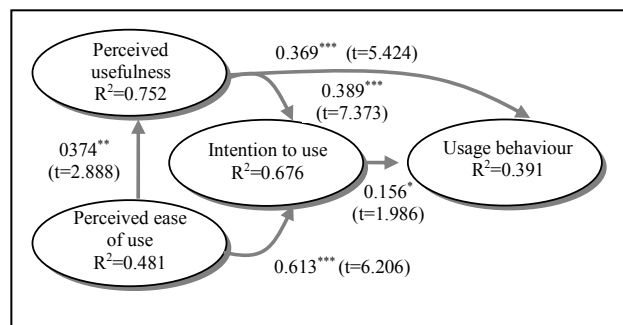 Perceived
usefulness
R²=0.752
0.369*** (t=5.424)
0.389***
(t=7.373)
0374**
(t=2.888)
Intention to use
R²=0.676
Usage behaviour
R²=0.391
0.156*
(t=1.986)
Perceived ease
of use
R²=0.481
0.613*** (t=6.206)